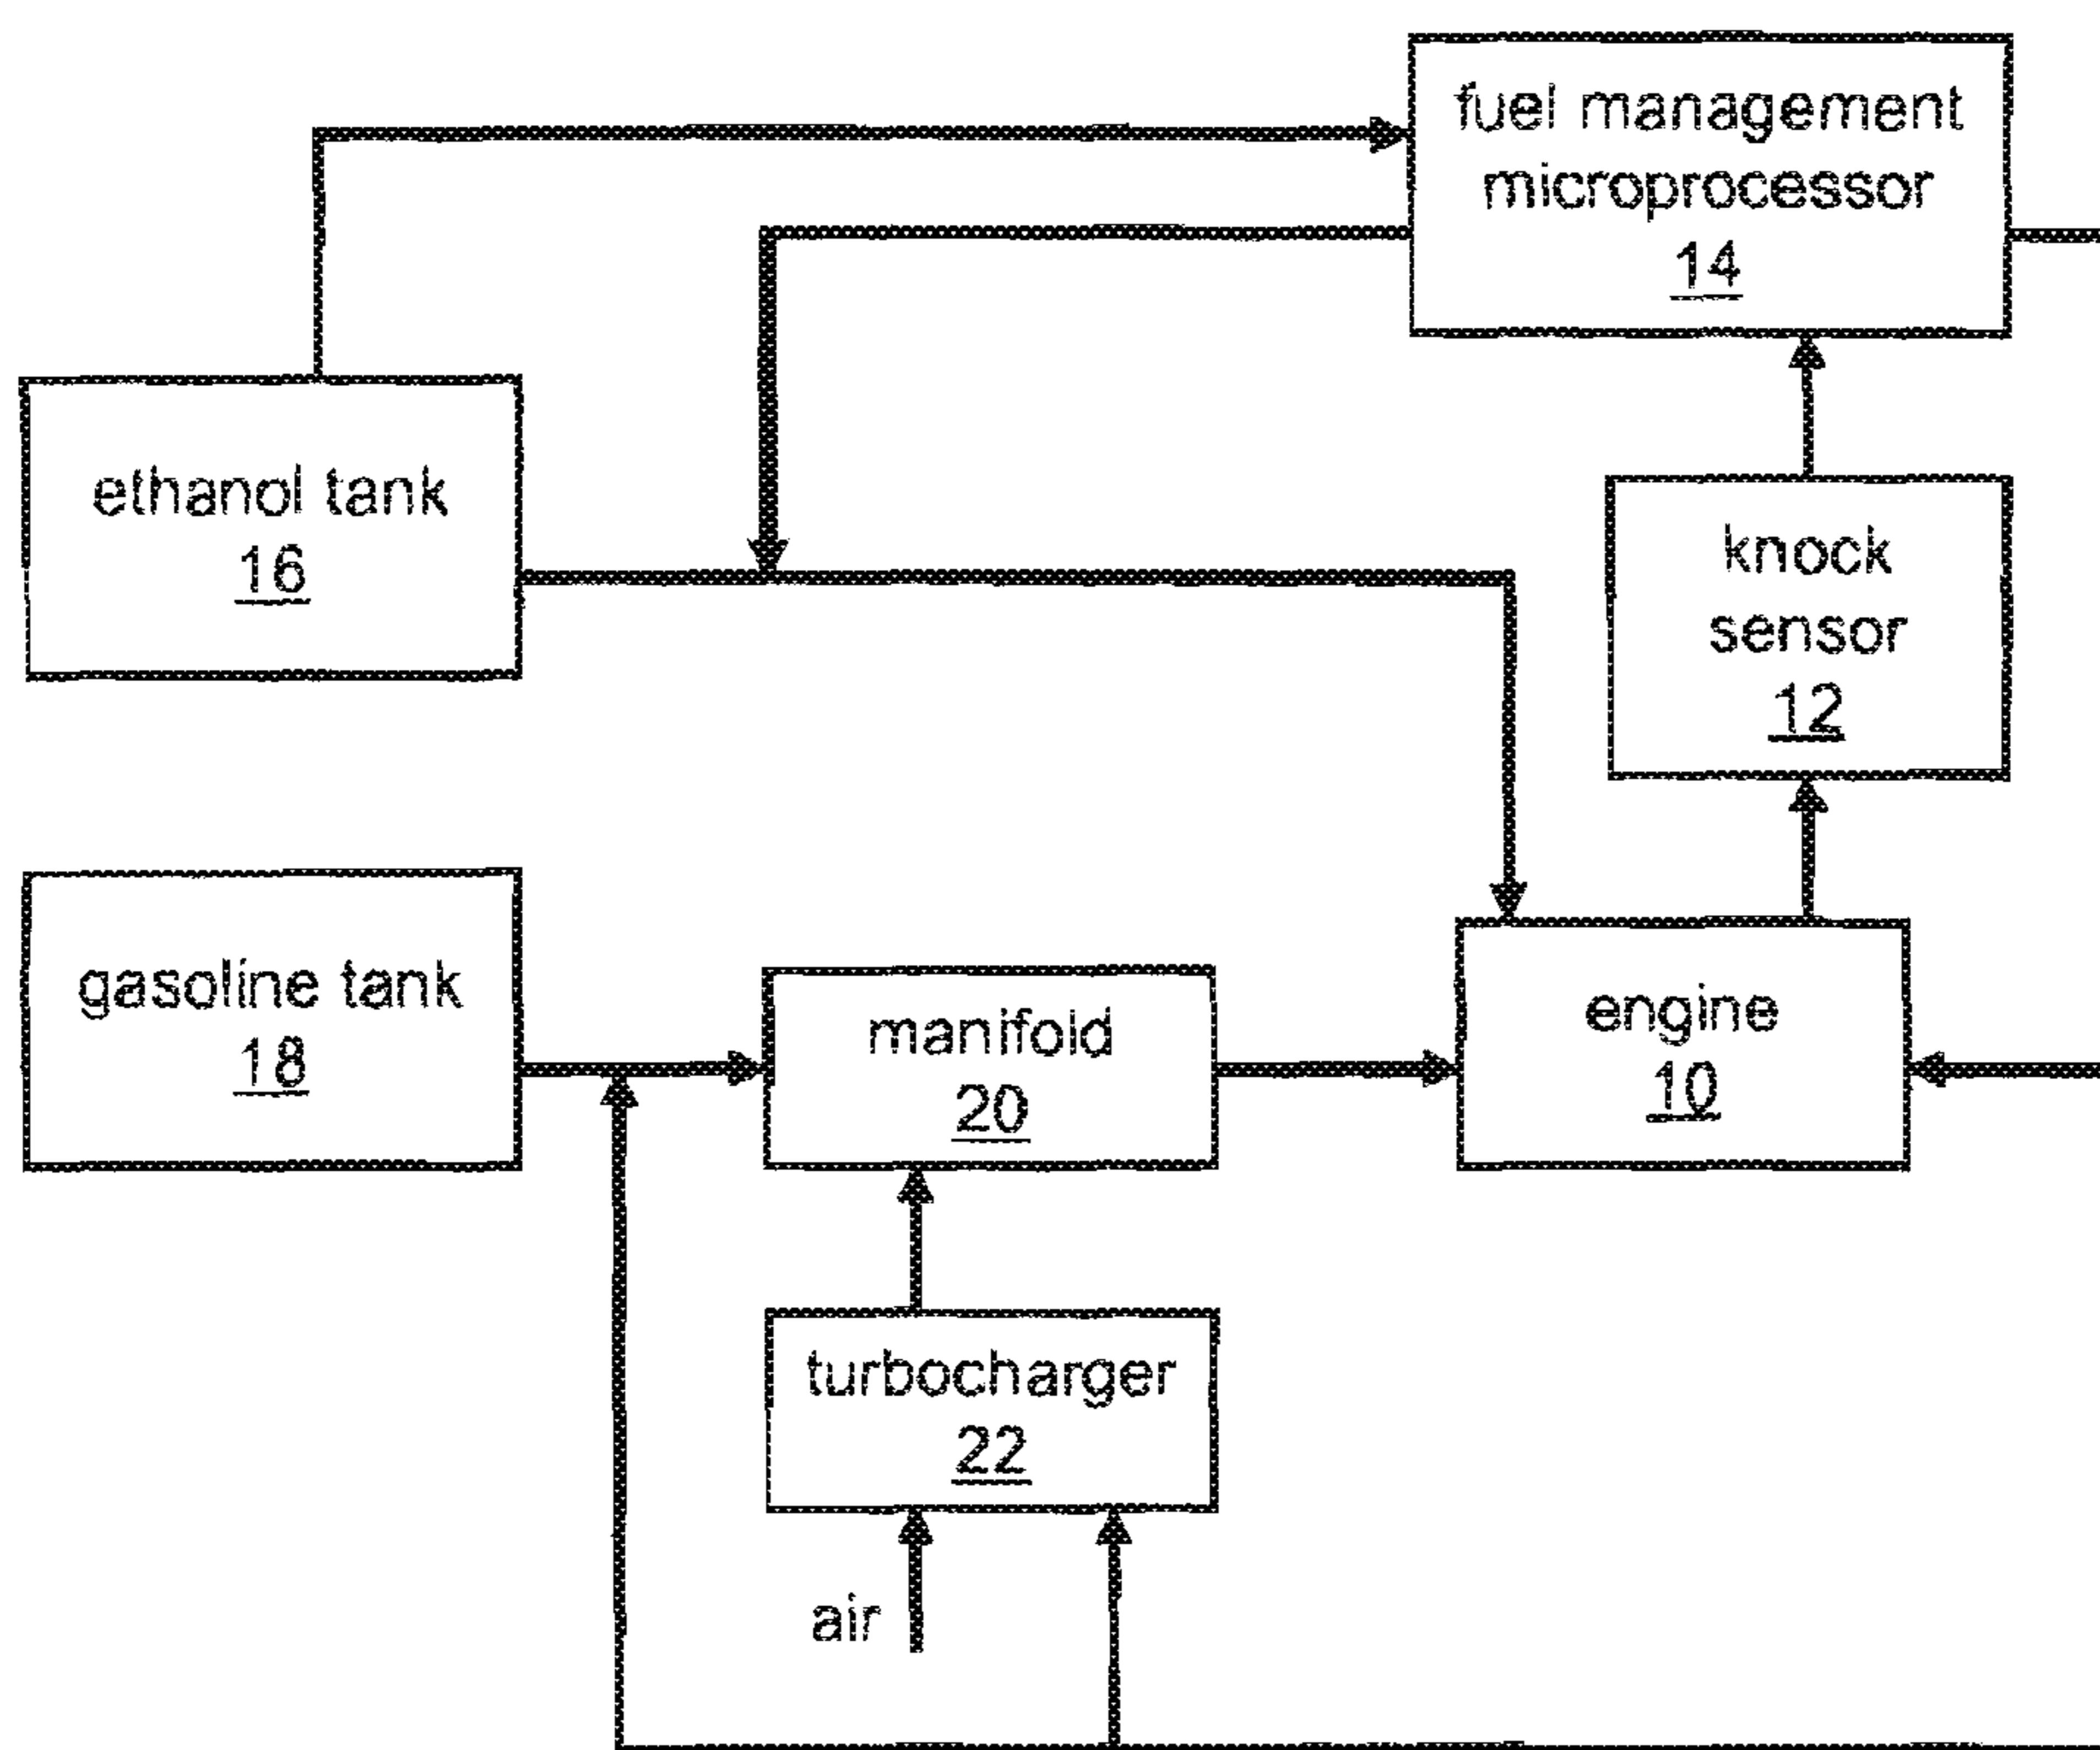 fuel management
microprocessor
14
ethanol tank
16
knock
sensor
12
gasoline tank
18
manifold
20
engine
10
turbocharger
22
air